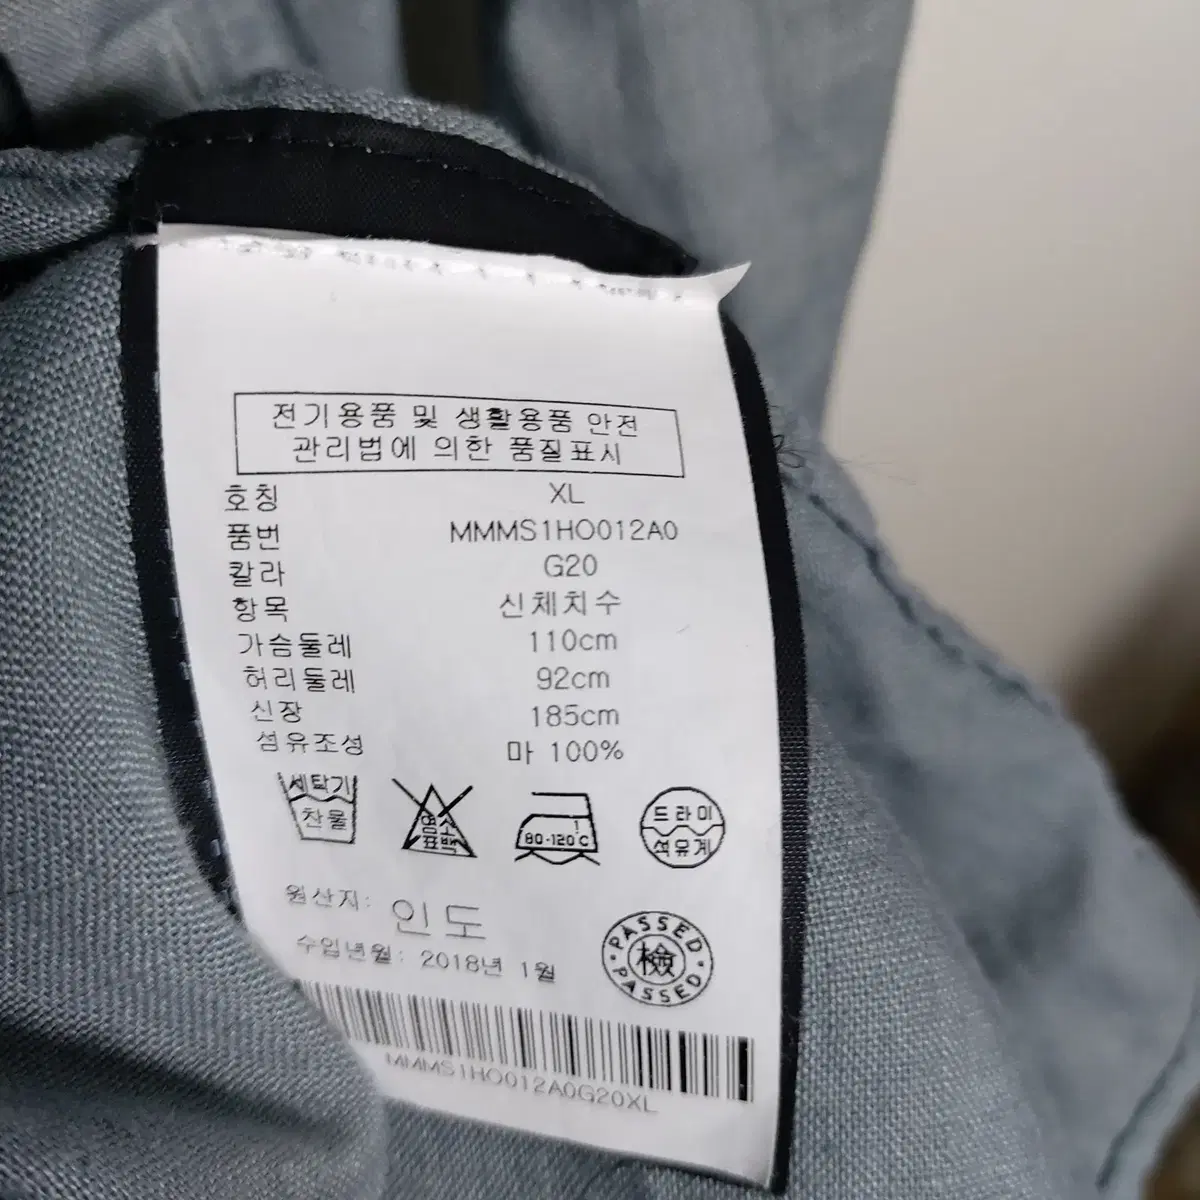 전기용품 및 생활용품 안전
관리법에 의한 품질표시
호칭 XL
품번 MMMS1HO012A0
칼라 G20
항목 신체치수
가슴둘레 110cm
허리둘레 92cm
신장 185cm
섬유조성 마 100%
세탁기
찬물
염소
표백
1
80-120℃
드라이
석유계
원산지: 인도
수입년월: 2018년 1월
PASSED
檢
PASSED
MMMS1HO012A0G20XL